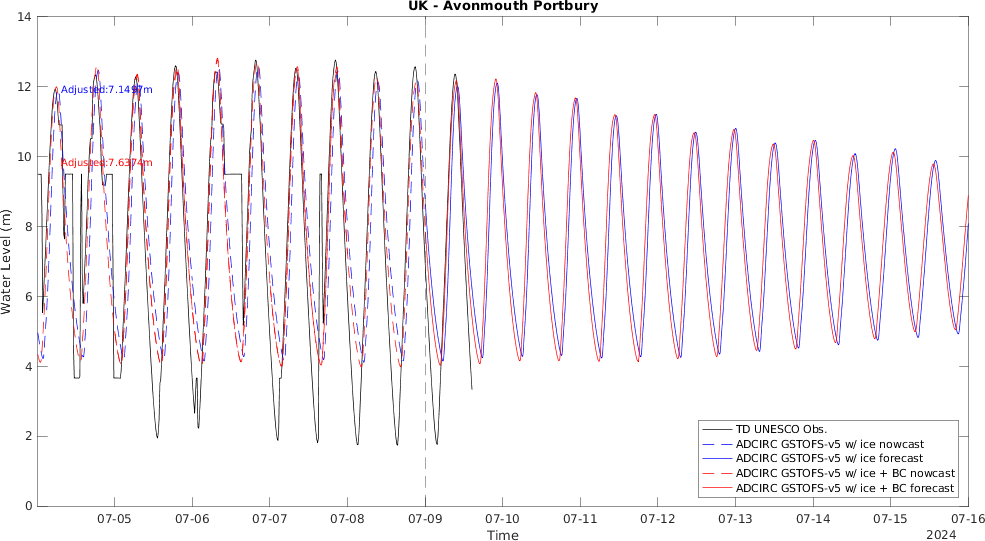 UK - Avonmouth Portbury
14
12
10
8
6
4
2
0
Water Level (m)
Adjusted:7.1497m
Adjusted:7.6374m
TD UNESCO Obs.
ADCIRC GSTOFS-v5 w/ ice nowcast
ADCIRC GSTOFS-v5 w/ ice forecast
ADCIRC GSTOFS-v5 w/ ice + BC nowcast
ADCIRC GSTOFS-v5 w/ ice + BC forecast
07-05 07-06 07-07 07-08 07-09 07-10 07-11 07-12 07-13 07-14 07-15 07-16
Time
2024